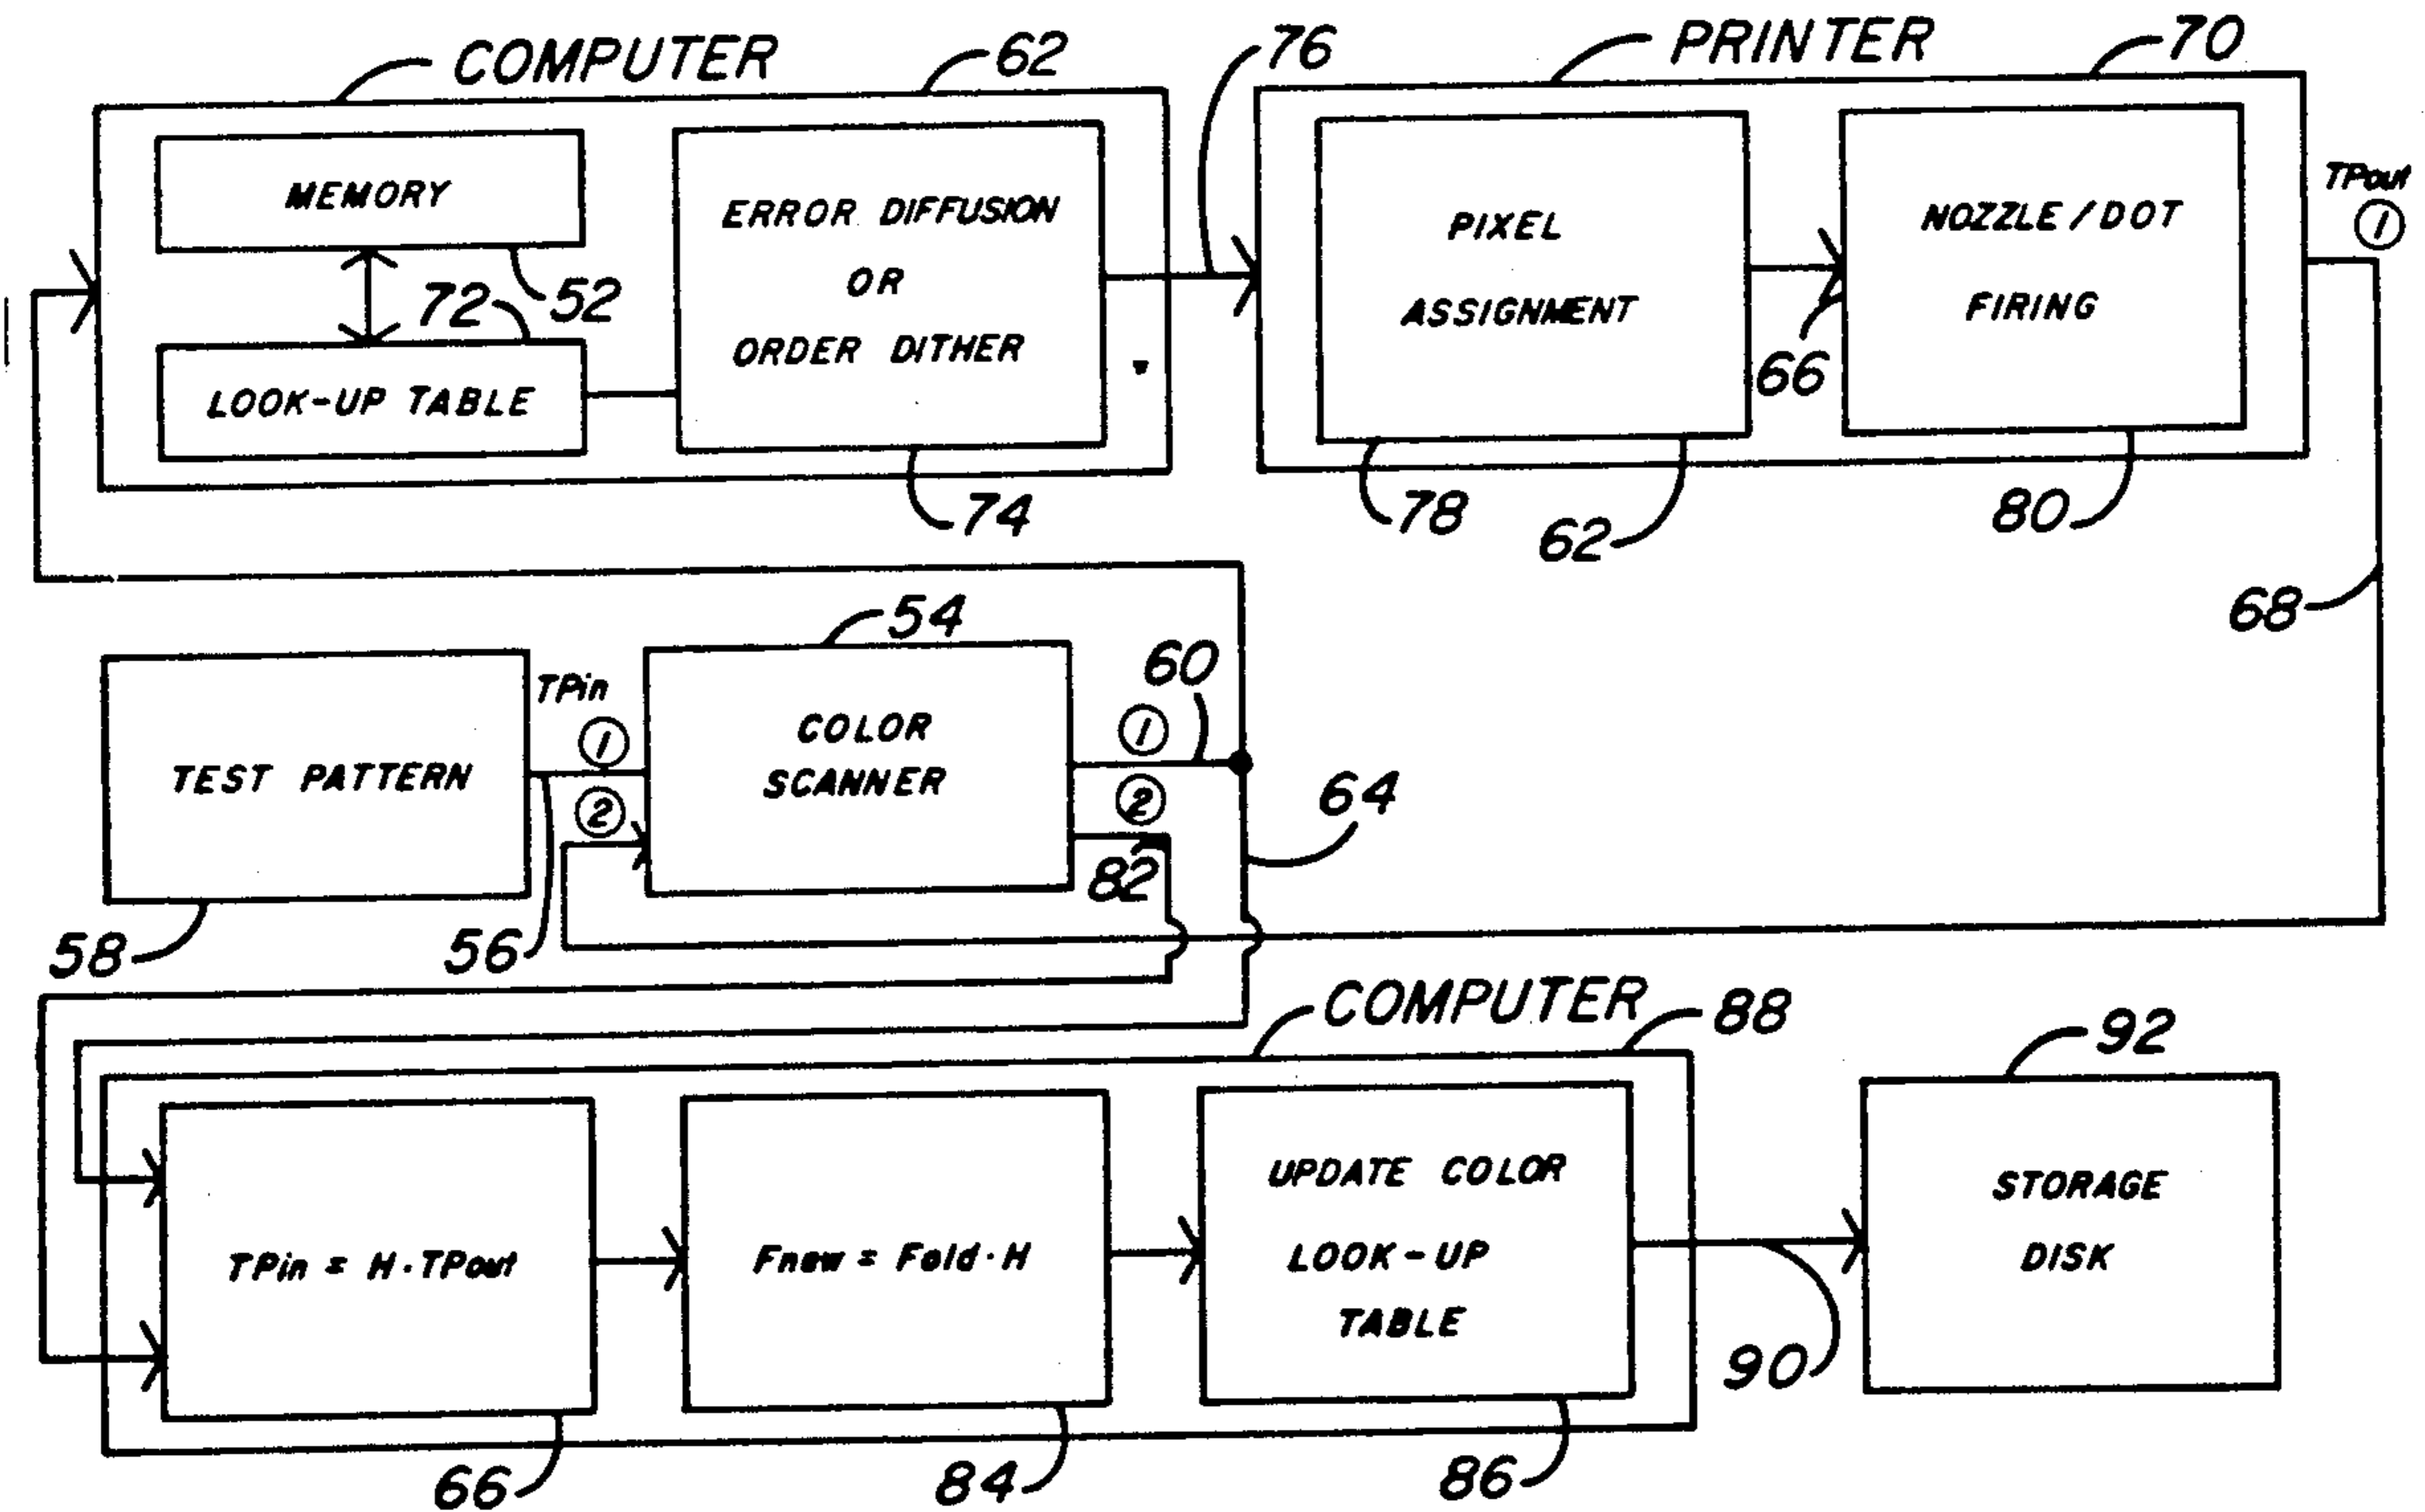 COMPUTER
62
76
PRINTER
70
MEMORY
52
72
LOOK-UP TABLE
ERROR DIFFUSION
OR
ORDER DITHER
74
PIXEL
ASSIGNMENT
66
NOZZLE/DOT
FIRING
TPout
1
78
62
80
68
TEST PATTERN
58
TPin
1
2
56
54
COLOR
SCANNER
60
1
2
82
64
COMPUTER
88
92
TPin = H·TPout
66
Fnew = Fold·H
84
UPDATE COLOR
LOOK-UP
TABLE
86
90
STORAGE
DISK